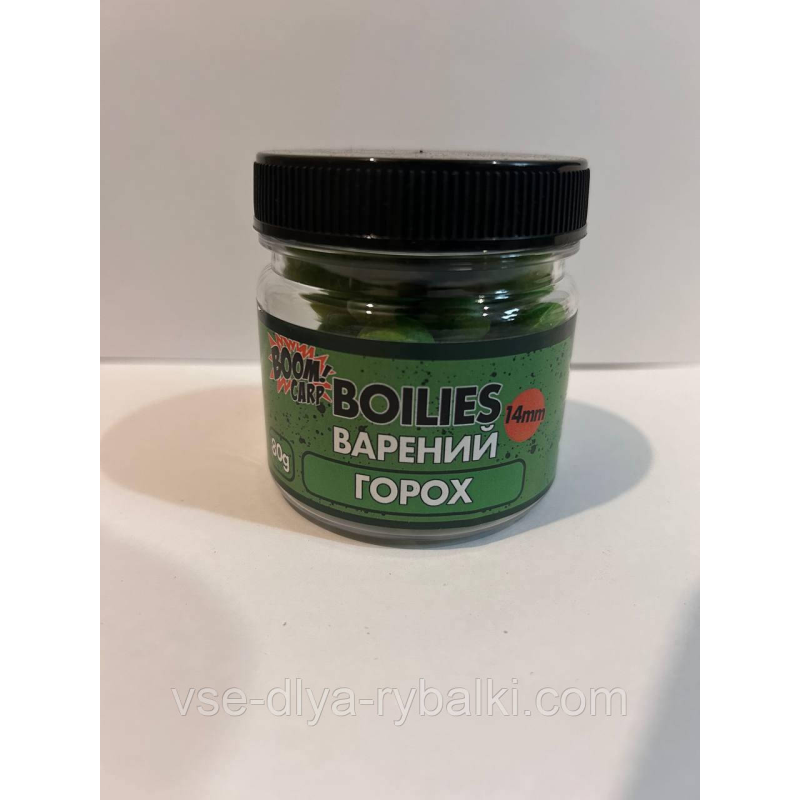 BOOM!
CARP
BOILIES
14mm
ВАРЕНИЙ
80g
ГОРОХ
vse-dlya-rybalki.com